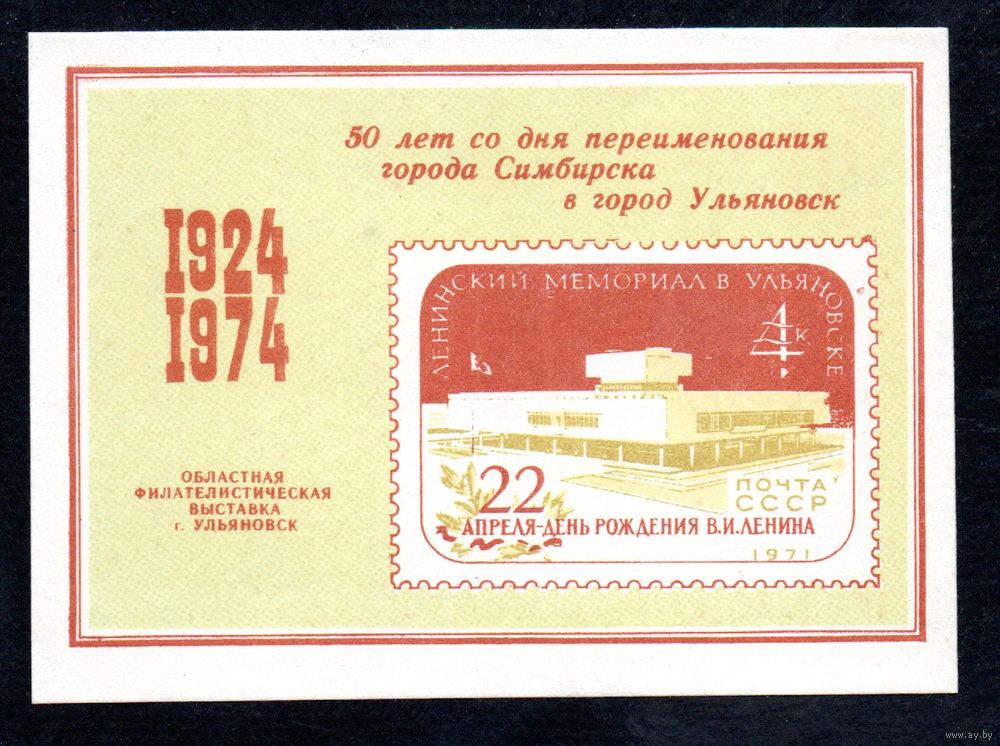 50 лет со дня переименования
города Симбирска
в город Ульяновск
1924
1974
ОБЛАСТНАЯ
ФИЛАТЕЛИСТИЧЕСКАЯ
ВЫСТАВКА
г. УЛЬЯНОВСК
ЛЕНИНСКИЙ МЕМОРИАЛ В УЛЬЯНОВСКЕ
4 к
ПОЧТА
СССР
22
АПРЕЛЯ-ДЕНЬ РОЖДЕНИЯ В.И.ЛЕНИНА
1971
www.ay.by